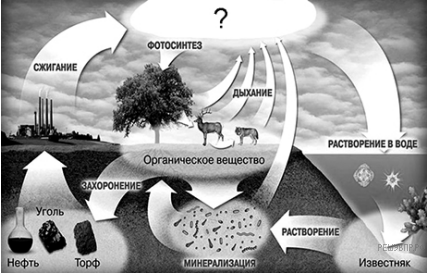 ?
ФОТОСИНТЕЗ
СЖИГАНИЕ
ДЫХАНИЕ
РАСТВОРЕНИЕ В ВОДЕ
Органическое вещество
ЗАХОРОНЕНИЕ
Уголь
РАСТВОРЕНИЕ
Нефть
Торф
МИНЕРАЛИЗАЦИЯ
Известняк